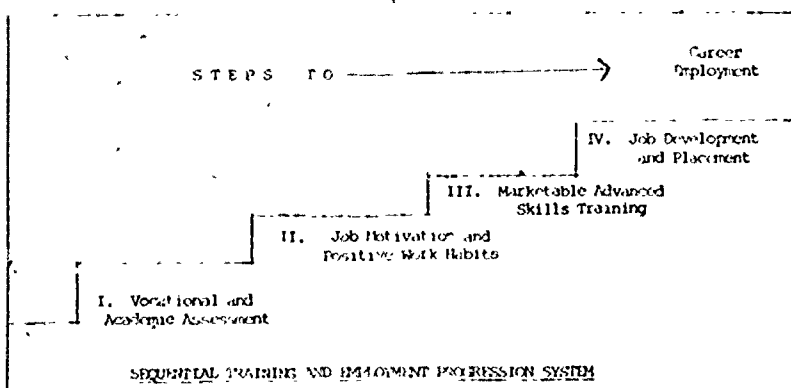 Career
STEPS TO Employment
IV. Job Development
and Placement
III. Marketable Advanced
Skills Training
II. Job Motivation and
Positive Work Habits
I. Vocational and
Academic Assessment
SEQUENTIAL TRAINING AND EMPLOYMENT PROGRESSION SYSTEM